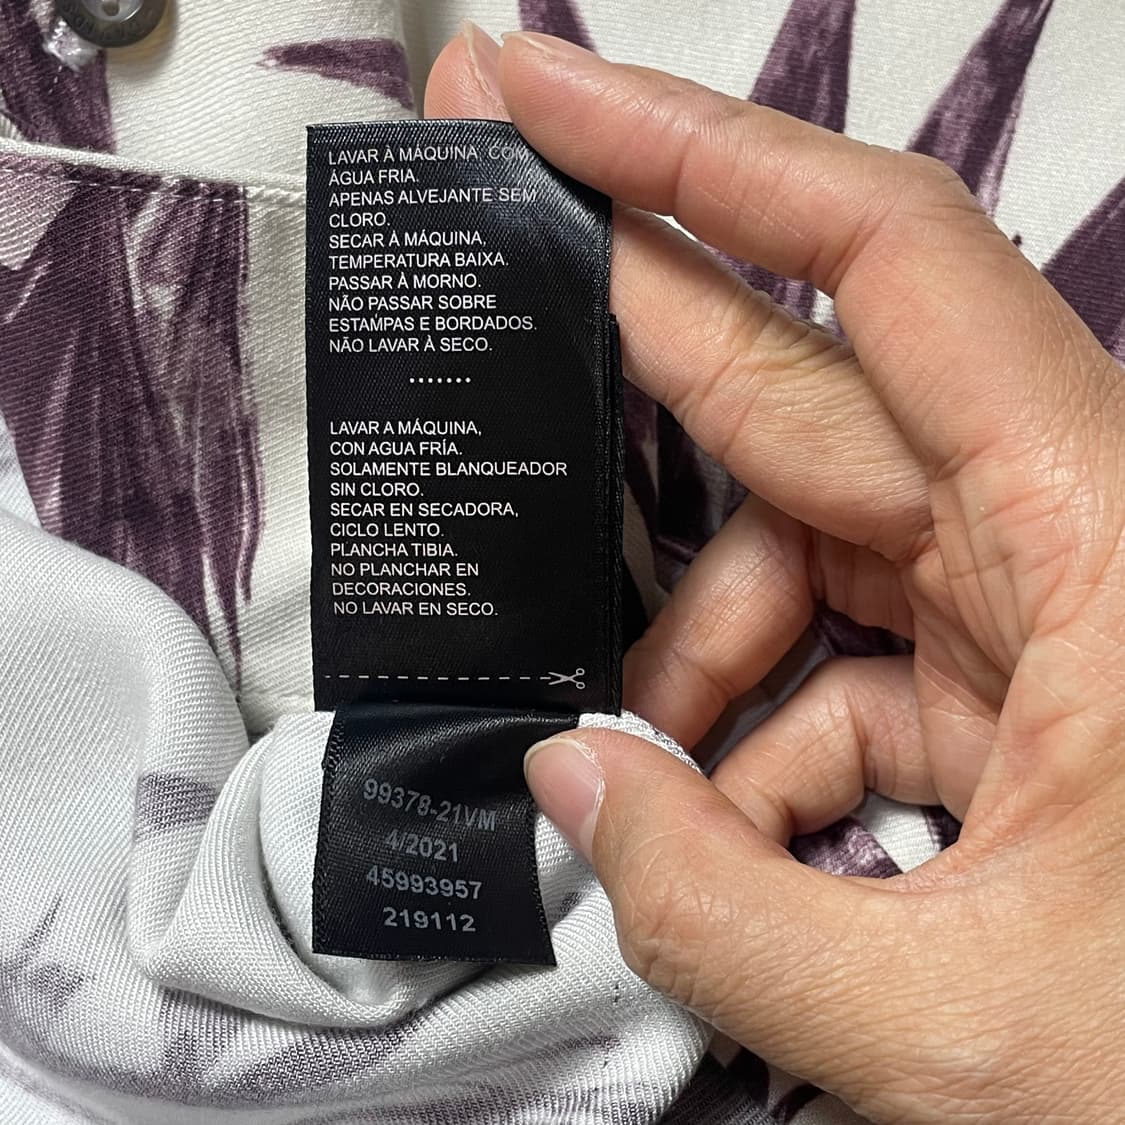 LAVAR À MÁQUINA COM
ÁGUA FRIA.
APENAS ALVEJANTE SEM
CLORO.
SECAR À MÁQUINA,
TEMPERATURA BAIXA.
PASSAR À MORNO.
NÃO PASSAR SOBRE
ESTAMPAS E BORDADOS.
NÃO LAVAR À SECO.
.......
LAVAR A MÁQUINA,
CON AGUA FRÍA.
SOLAMENTE BLANQUEADOR
SIN CLORO.
SECAR EN SECADORA,
CICLO LENTO.
PLANCHA TIBIA.
NO PLANCHAR EN
DECORACIONES.
NO LAVAR EN SECO.
99378-21VM
4/2021
45993957
219112